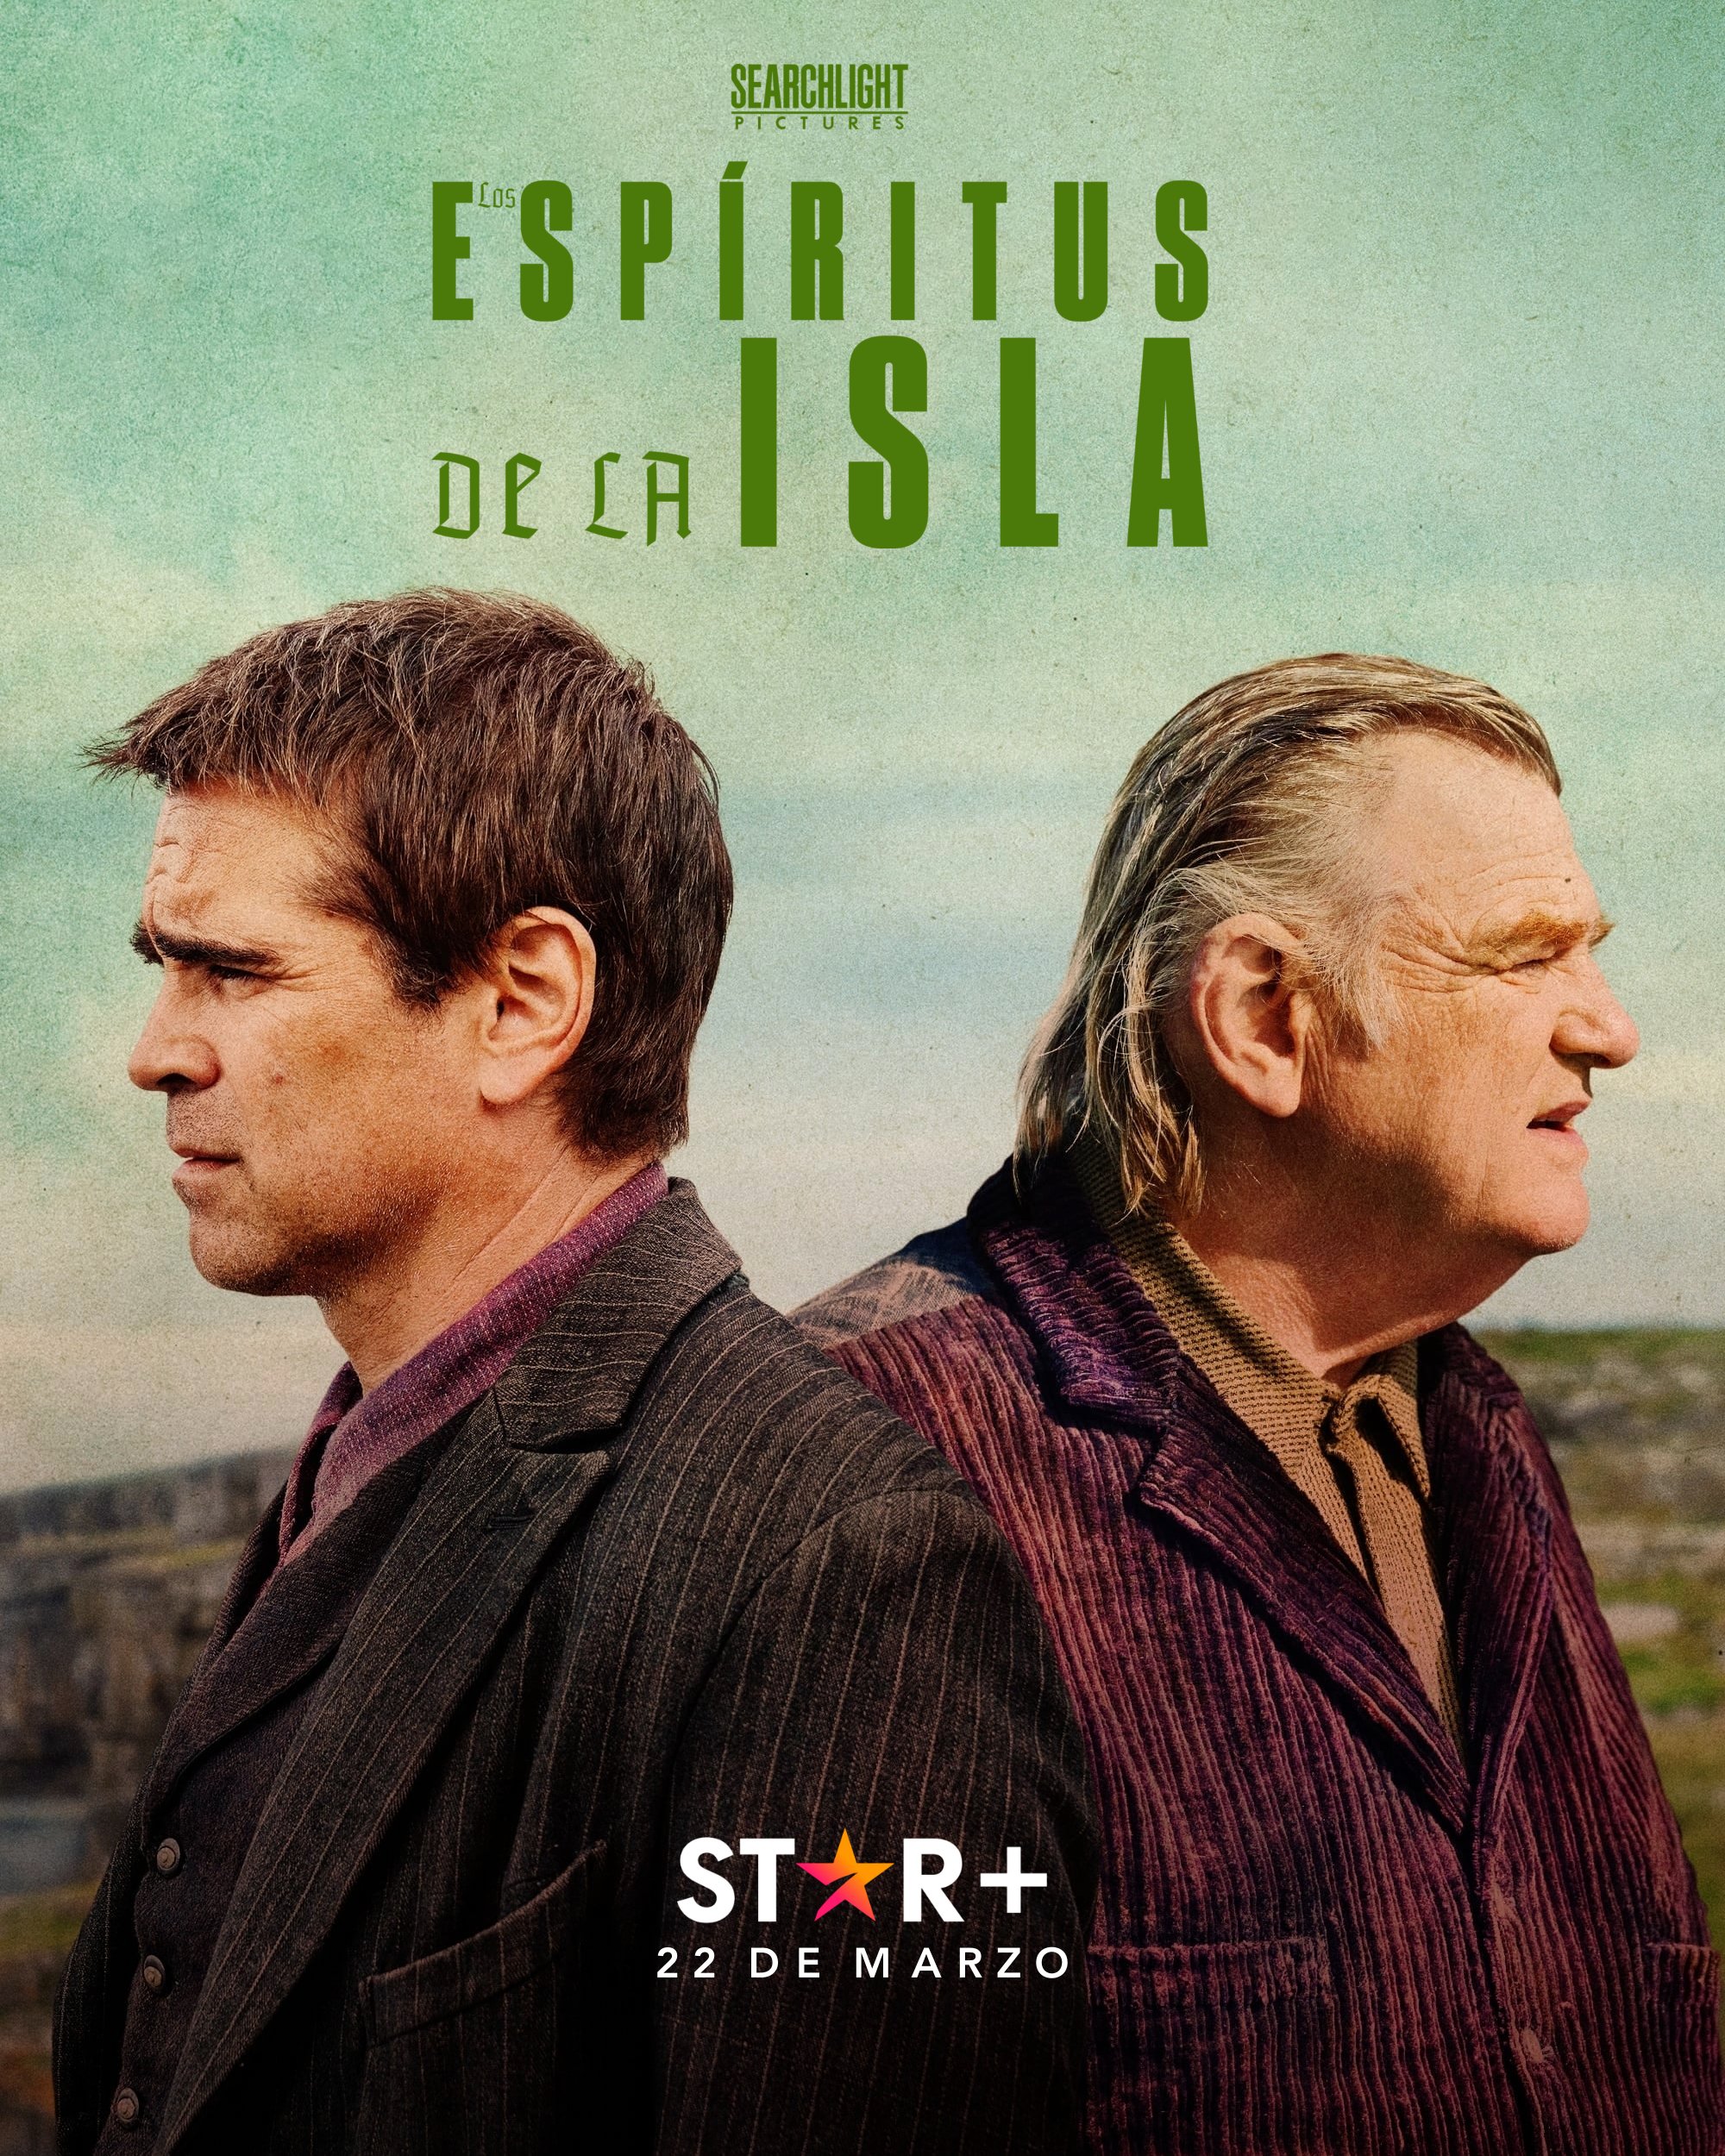 SEARCHLIGHT
PICTURES
Los ESPÍRITUS
DE LA ISLA
STAR+
22 DE MARZO